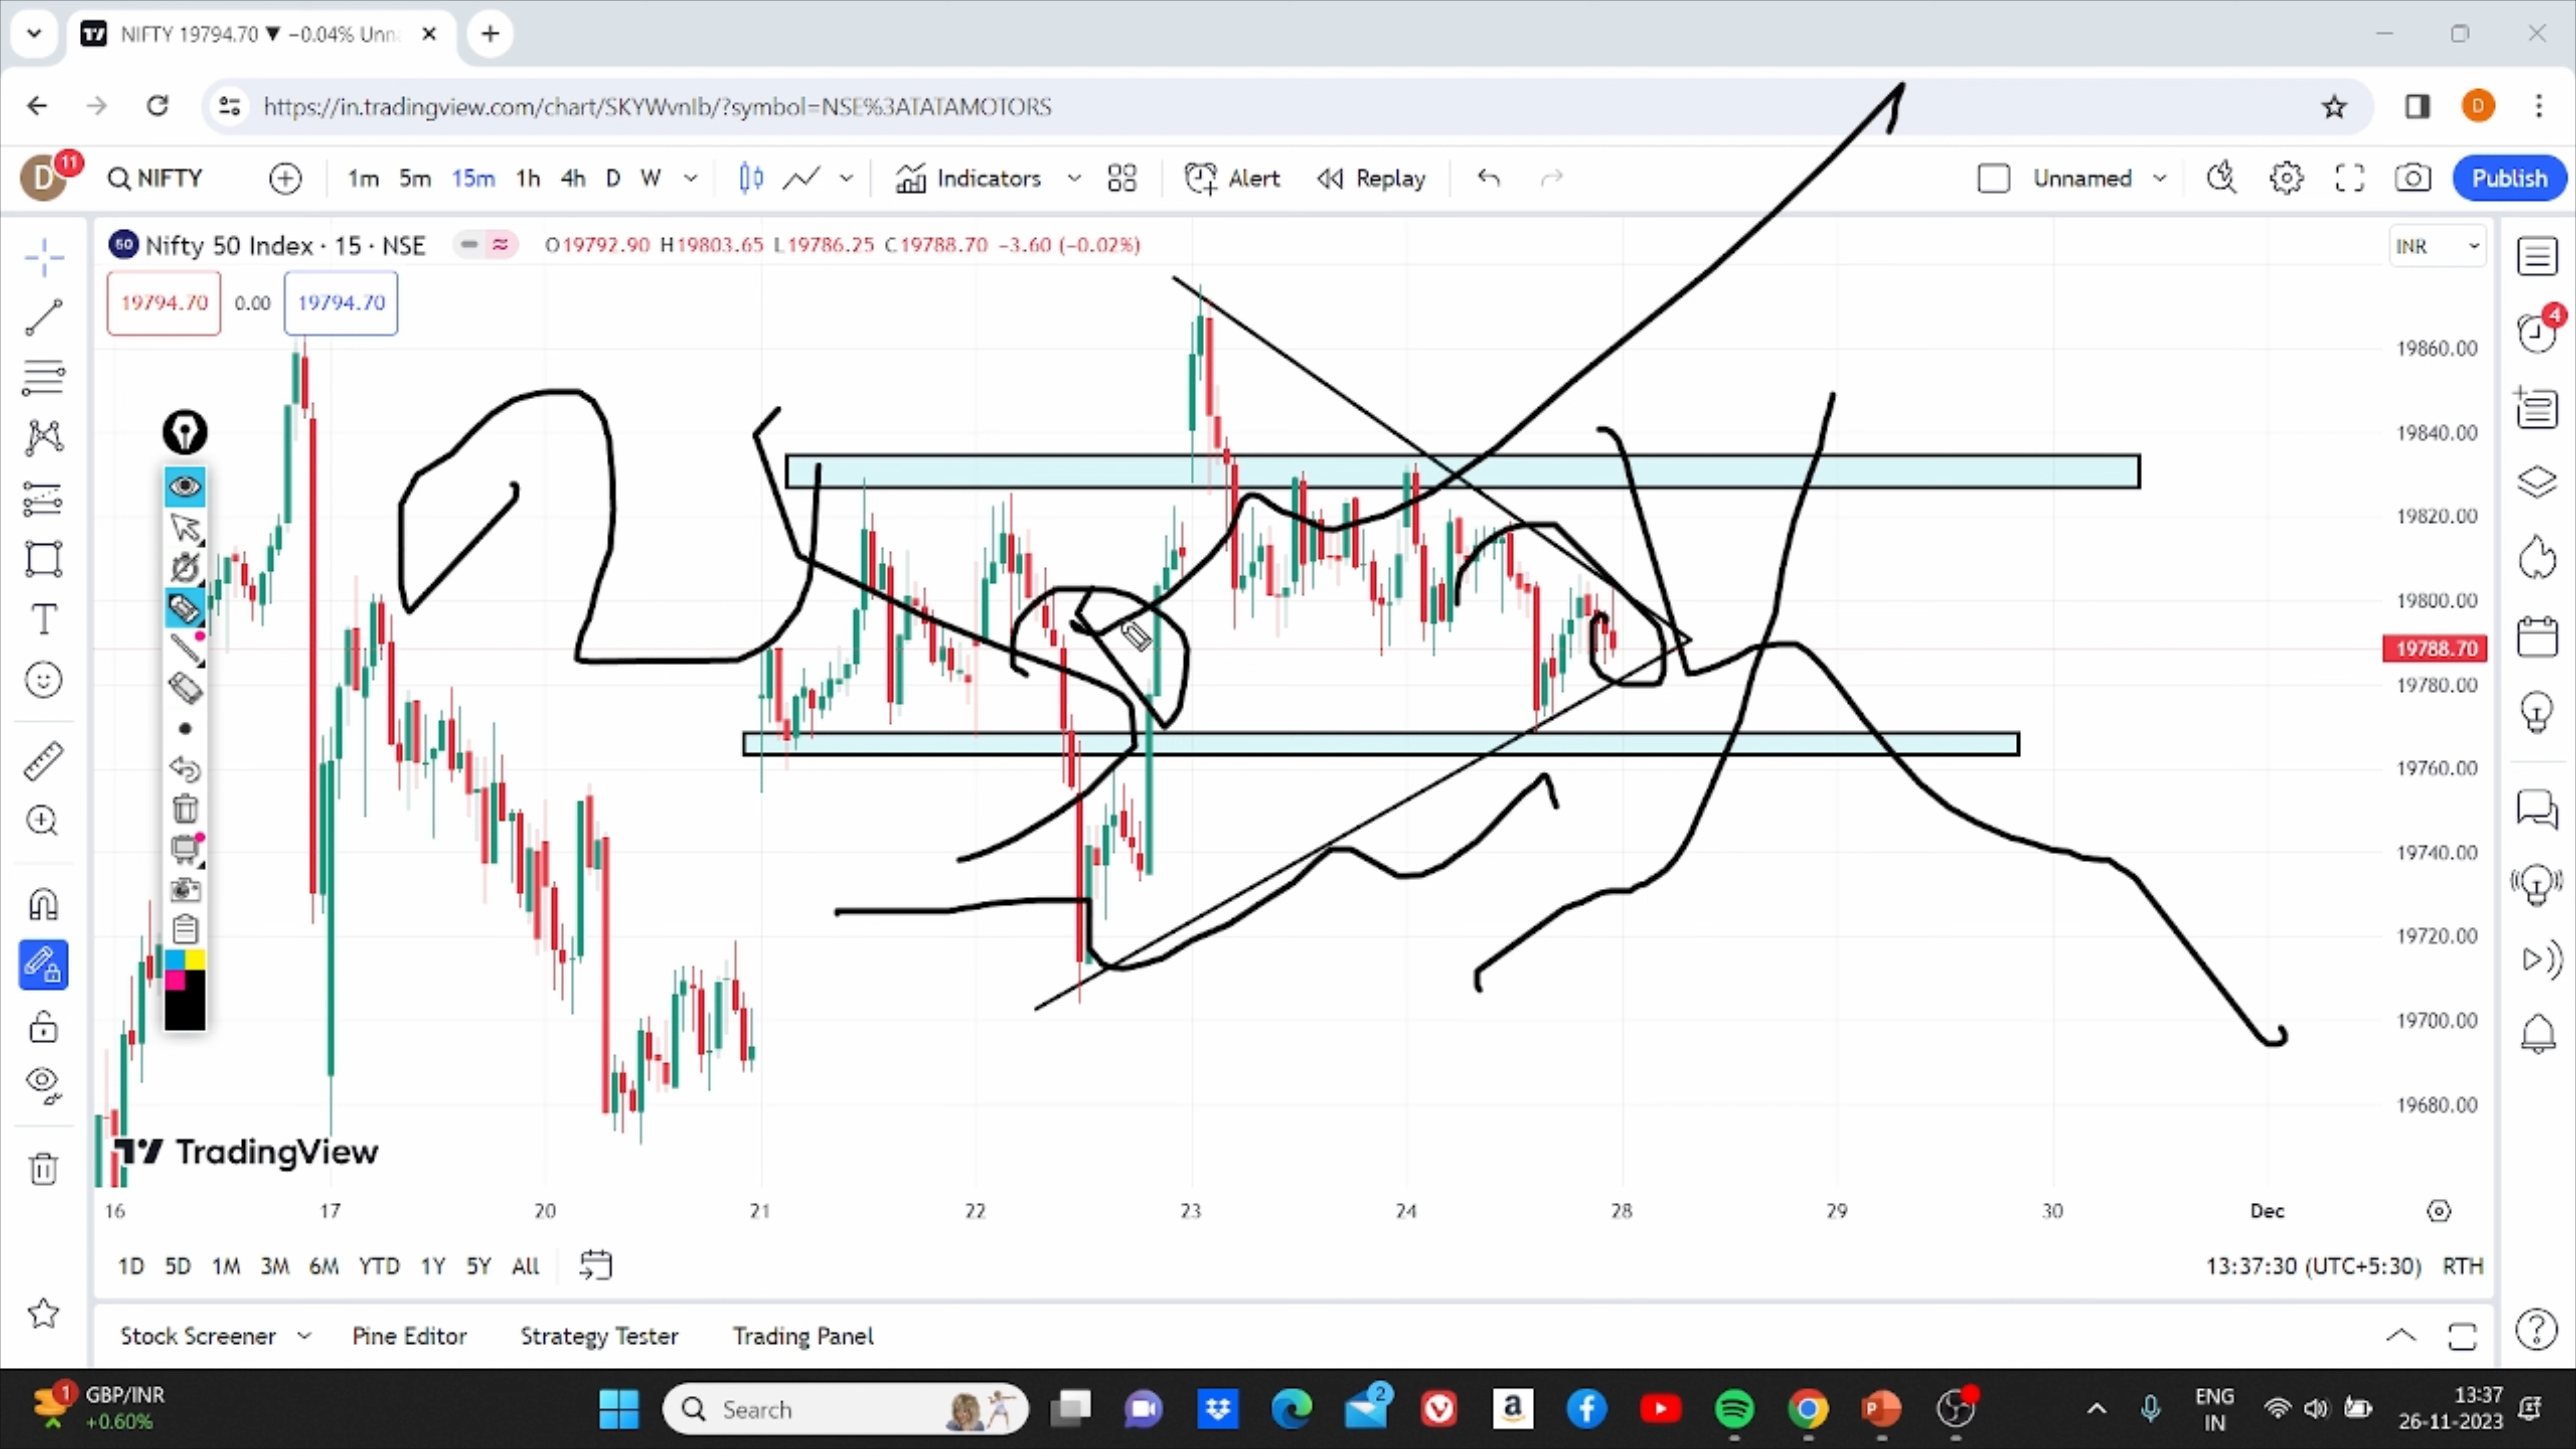 NIFTY 19794.70 ▼ −0.04% Unn
https://in.tradingview.com/chart/SKYWvnIb/?symbol=NSE%3ATATAMOTORS
D
D 11 NIFTY 1m 5m 15m 1h 4h D W Indicators Alert Replay Unnamed Publish
50 Nifty 50 Index · 15 · NSE O19792.90 H19803.65 L19786.25 C19788.70 −3.60 (−0.02%) INR
19794.70 0.00 19794.70
4
19860.00
19840.00
19820.00
19800.00
19788.70
19780.00
19760.00
19740.00
19720.00
19700.00
19680.00
TradingView
16 17 20 21 22 23 24 28 29 30 Dec
1D 5D 1M 3M 6M YTD 1Y 5Y All 13:37:30 (UTC+5:30) RTH
Stock Screener Pine Editor Strategy Tester Trading Panel
1 GBP/INR
+0.60%
Search
2
ENG
IN
13:37
26-11-2023